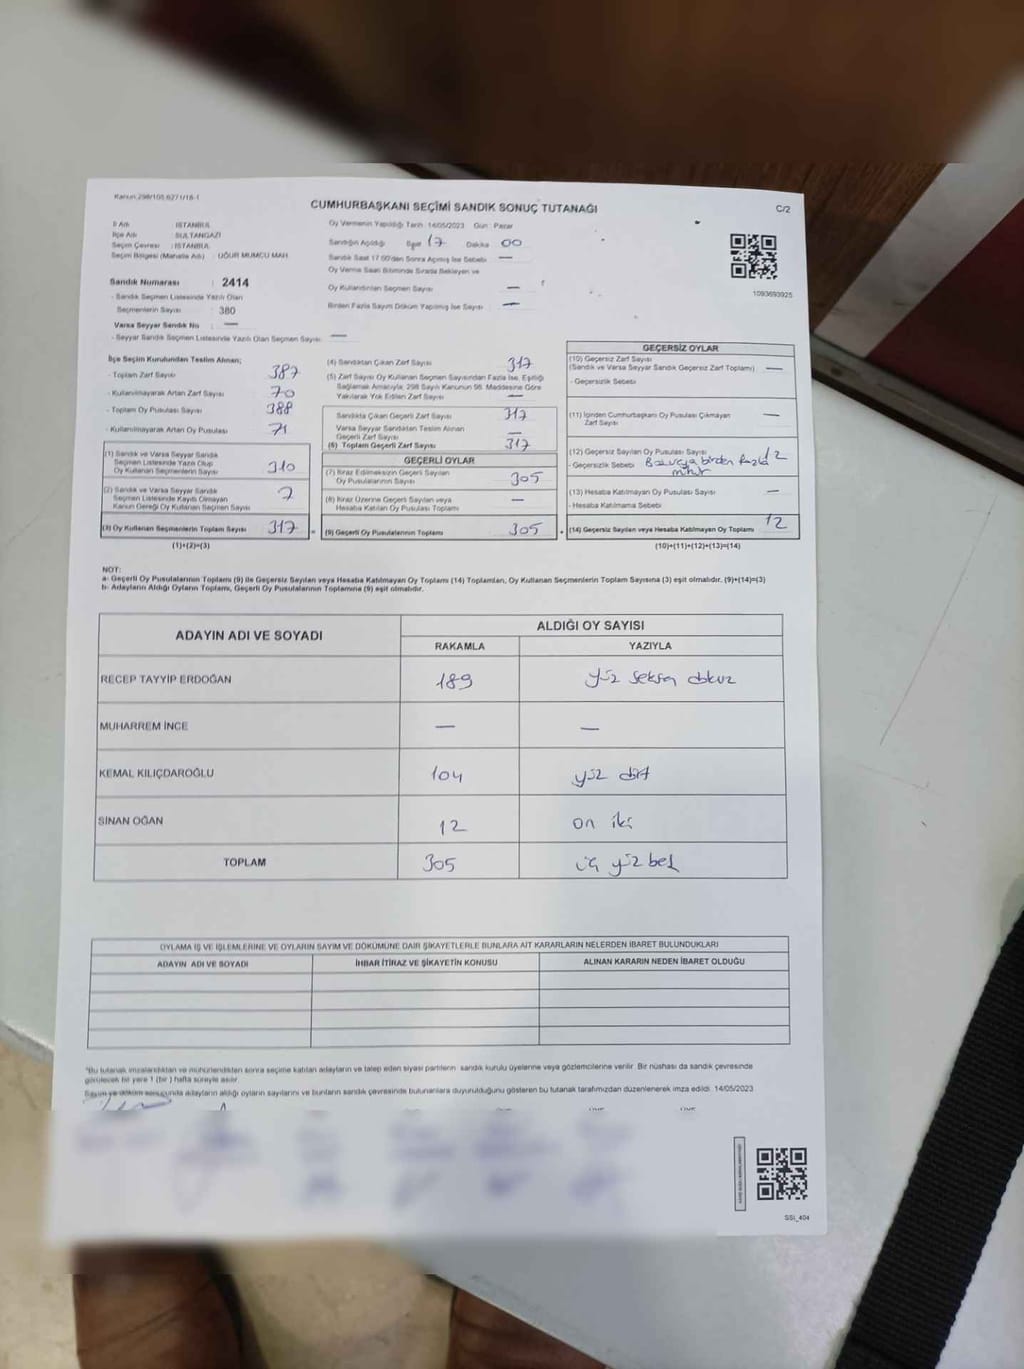 Kanun 298/105 6271/18-1
CUMHURBAŞKANI SEÇİMİ SANDIK SONUÇ TUTANAĞI
C/2
İl Adı : İSTANBUL
İlçe Adı : SULTANGAZİ
Seçim Çevresi : İSTANBUL
Seçim Bölgesi (Mahalle Adı) : UĞUR MUMCU MAH.
Sandık Numarası : 2414
- Sandık Seçmen Listesinde Yazılı Olan
Seçmenlerin Sayısı : 380
Varsa Seyyar Sandık No : —
- Seyyar Sandık Seçmen Listesinde Yazılı Olan Seçmen Sayısı —
Oy Vermenin Yapıldığı Tarih 14/05/2023 Gün : Pazar
Sandığın Açıldığı Saat 17 Dakika 00
Sandık Saat 17.00'den Sonra Açılmış İse Sebebi —
Oy Verme Saati Bitiminde Sırada Bekleyen ve
Oy Kullandırılan Seçmen Sayısı —
Birden Fazla Sayım Döküm Yapılmış İse Sayısı —
1093693925
İlçe Seçim Kurulundan Teslim Alınan;
- Toplam Zarf Sayısı 387
- Kullanılmayarak Artan Zarf Sayısı 70
- Toplam Oy Pusulası Sayısı 388
- Kullanılmayarak Artan Oy Pusulası 71
(1) Sandık ve Varsa Seyyar Sandık
Seçmen Listesinde Yazılı Olup
Oy Kullanan Seçmenlerin Sayısı 310
(2) Sandık ve Varsa Seyyar Sandık
Seçmen Listesinde Kayıtlı Olmayan
Kanun Gereği Oy Kullanan Seçmen Sayısı 7
(3) Oy Kullanan Seçmenlerin Toplam Sayısı 317
(1)+(2)=(3)
(4) Sandıktan Çıkan Zarf Sayısı 317
(5) Zarf Sayısı Oy Kullanan Seçmen Sayısından Fazla İse, Eşitliği
Sağlamak Amacıyla, 298 Sayılı Kanunun 98. Maddesine Göre
Yakılarak Yok Edilen Zarf Sayısı —
Sandıkta Çıkan Geçerli Zarf Sayısı 317
Varsa Seyyar Sandıktan Teslim Alınan
Geçerli Zarf Sayısı —
(6) Toplam Geçerli Zarf Sayısı 317
GEÇERLİ OYLAR
(7) İtiraz Edilmeksizin Geçerli Sayılan
Oy Pusulalarının Sayısı 305
(8) İtiraz Üzerine Geçerli Sayılan veya
Hesaba Katılan Oy Pusulası Toplamı —
= (9) Geçerli Oy Pusulalarının Toplamı 305
GEÇERSİZ OYLAR
(10) Geçersiz Zarf Sayısı
(Sandık ve Varsa Seyyar Sandık Geçersiz Zarf Toplamı) —
- Geçersizlik Sebebi
(11) İçinden Cumhurbaşkanı Oy Pusulası Çıkmayan
Zarf Sayısı —
(12) Geçersiz Sayılan Oy Pusulası Sayısı 12
- Geçersizlik Sebebi birden fazla
mühür
(13) Hesaba Katılmayan Oy Pusulası Sayısı —
- Hesaba Katılmama Sebebi
+ (14) Geçersiz Sayılan veya Hesaba Katılmayan Oy Toplamı 12
(10)+(11)+(12)+(13)=(14)
NOT:
a- Geçerli Oy Pusulalarının Toplamı (9) ile Geçersiz Sayılan veya Hesaba Katılmayan Oy Toplamı (14) Toplamları, Oy Kullanan Seçmenlerin Toplam Sayısına (3) eşit olmalıdır. (9)+(14)=(3)
b- Adayların Aldığı Oyların Toplamı, Geçerli Oy Pusulalarının Toplamına (9) eşit olmalıdır.
ADAYIN ADI VE SOYADI
ALDIĞI OY SAYISI
RAKAMLA YAZIYLA
RECEP TAYYİP ERDOĞAN 189 yüz seksen dokuz
MUHARREM İNCE — —
KEMAL KILIÇDAROĞLU 104 yüz dört
SİNAN OĞAN 12 on iki
TOPLAM 305 üç yüz beş
OYLAMA İŞ VE İŞLEMLERİNE VE OYLARIN SAYIM VE DÖKÜMÜNE DAİR ŞİKAYETLERLE BUNLARA AİT KARARLARIN NELERDEN İBARET BULUNDUKLARI
ADAYIN ADI VE SOYADI İHBAR İTİRAZ VE ŞİKAYETİN KONUSU ALINAN KARARIN NEDEN İBARET OLDUĞU
*Bu tutanak imzalandıktan ve mühürlendikten sonra seçime katılan adayların ve talep eden siyasi partilerin sandık kurulu üyelerine veya gözlemcilerine verilir. Bir nüshası da sandık çevresinde
görülecek bir yere 1 (bir ) hafta süreyle asılır.
Sayım ve döküm sonucunda adayların aldığı oyların sayılarını ve bunların sandık çevresinde bulunanlara duyurulduğunu gösteren bu tutanak tarafımızdan düzenlenerek imza edildi. 14/05/2023
SSI_404